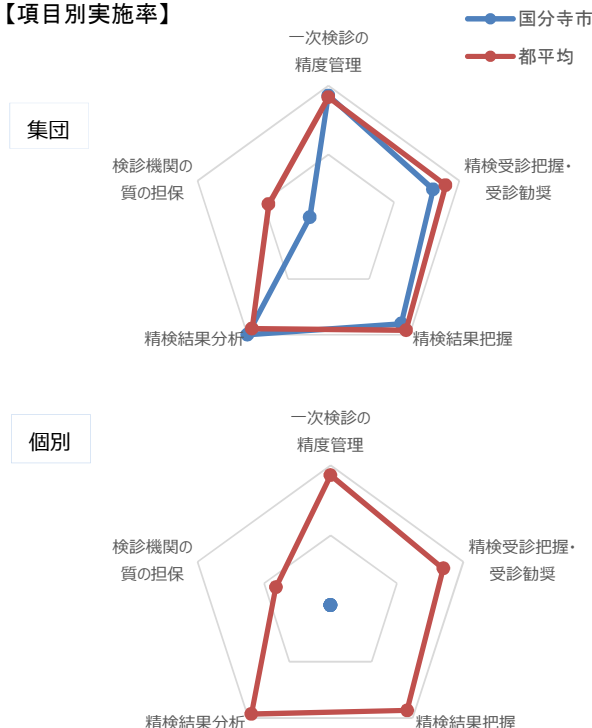 【項目別実施率】
国分寺市
都平均
集団
一次検診の
精度管理
精検受診把握・
受診勧奨
精検結果把握
精検結果分析
検診機関の
質の担保
個別
一次検診の
精度管理
精検受診把握・
受診勧奨
精検結果把握
精検結果分析
検診機関の
質の担保